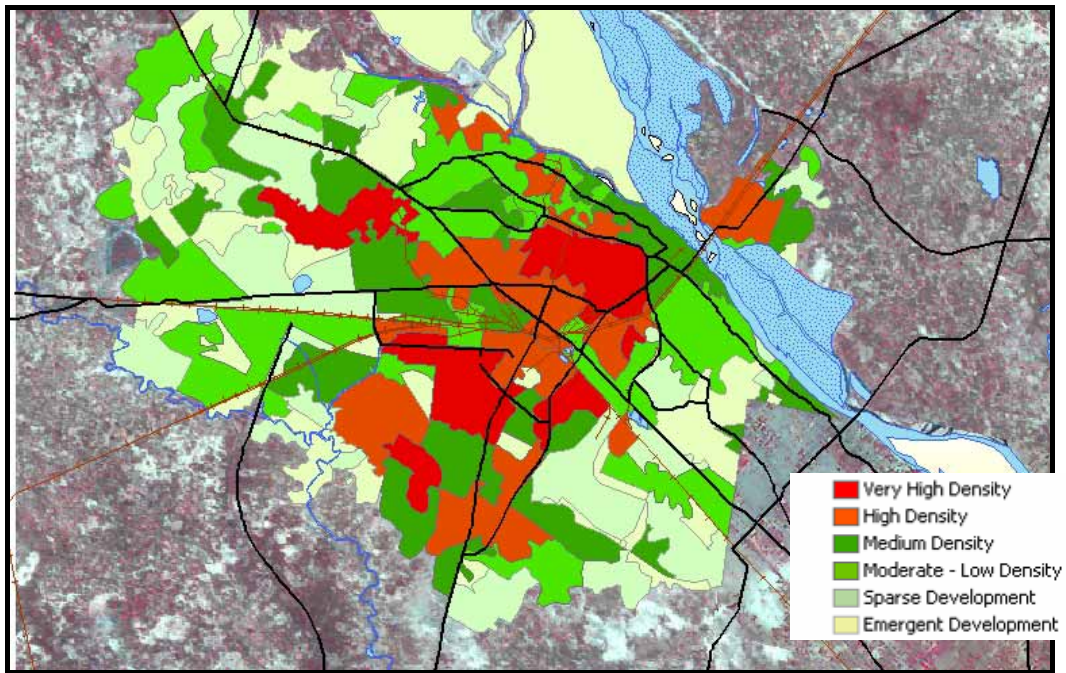 Very High Density
High Density
Medium Density
Moderate - Low Density
Sparse Development
Emergent Development